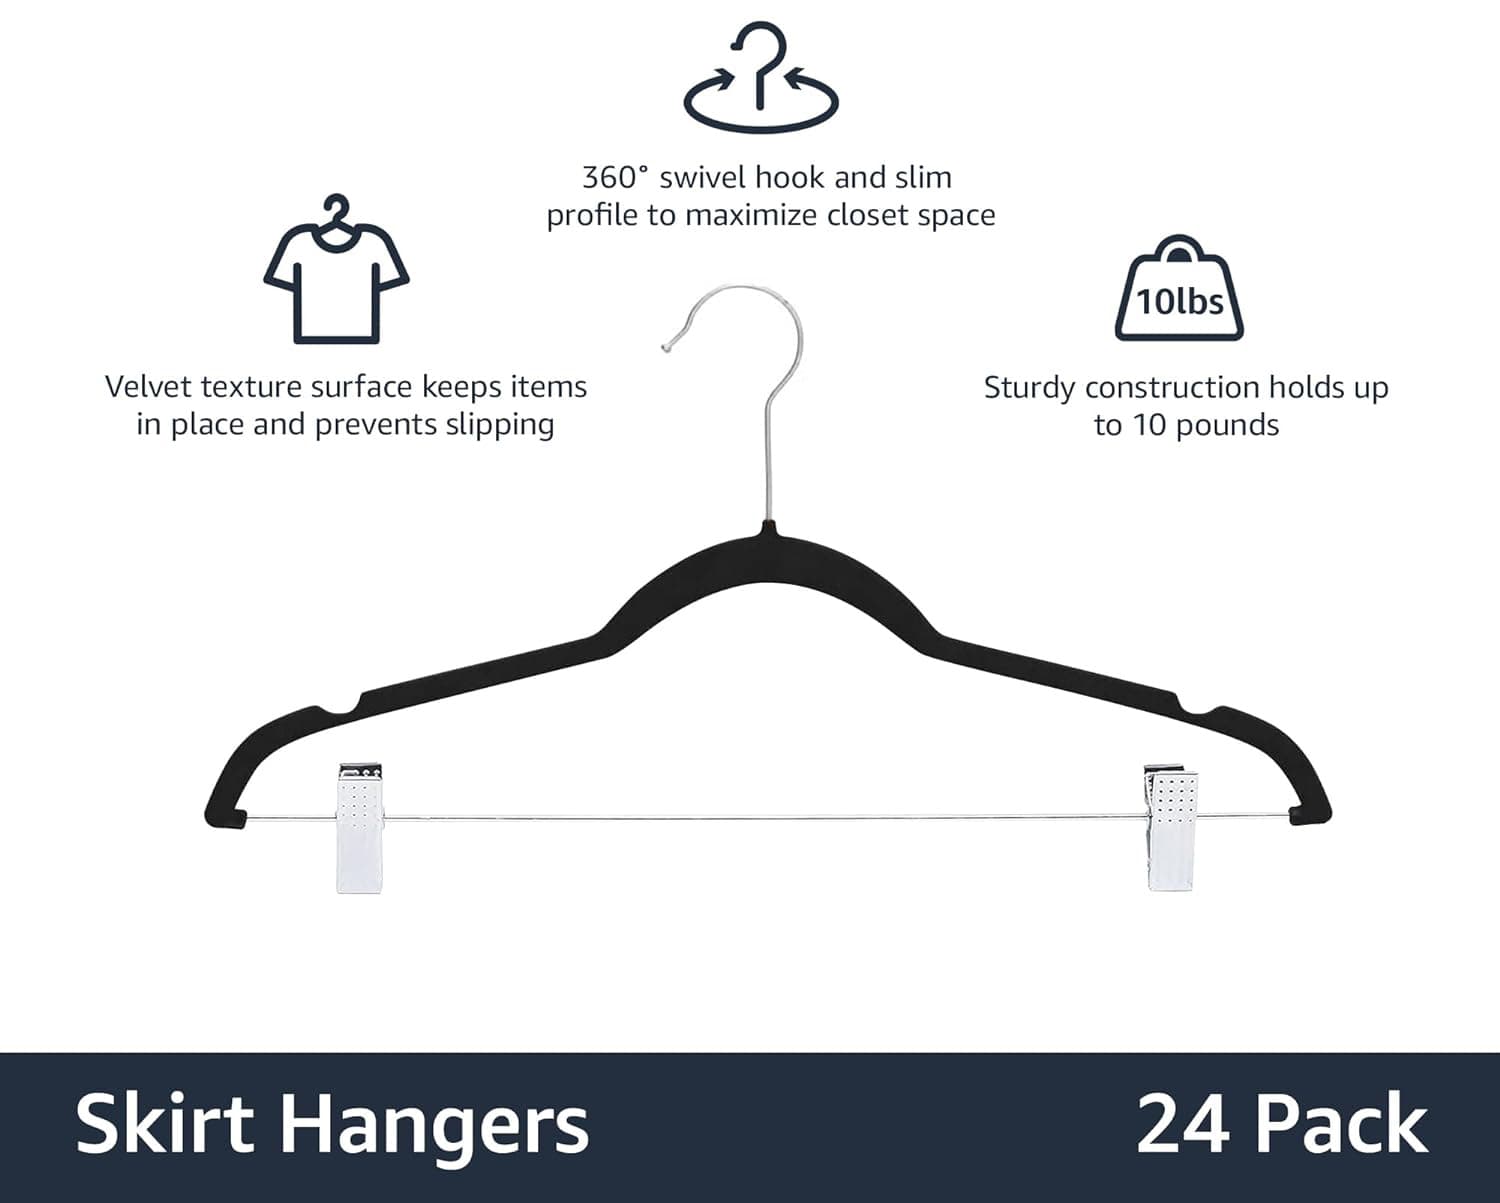 360° swivel hook and slim
profile to maximize closet space
Velvet texture surface keeps items
in place and prevents slipping
10lbs
Sturdy construction holds up
to 10 pounds
Skirt Hangers
24 Pack